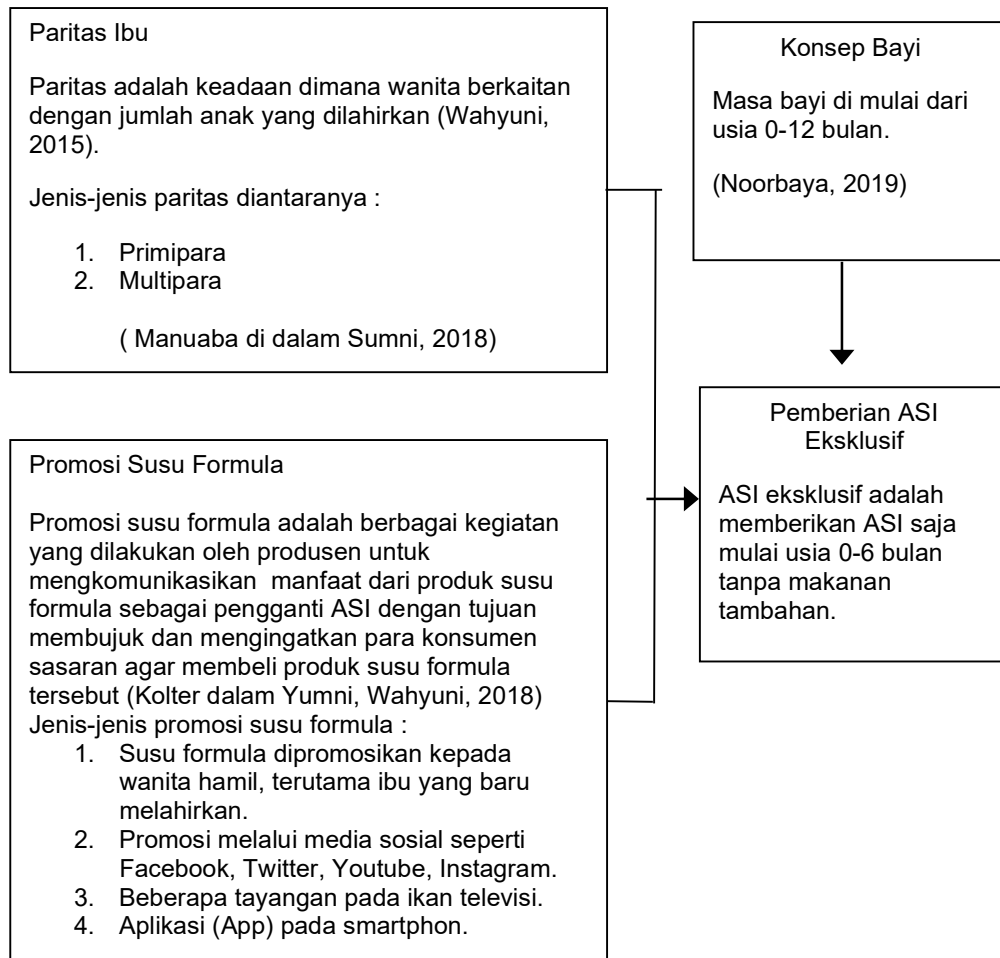 Paritas Ibu
Paritas adalah keadaan dimana wanita berkaitan
dengan jumlah anak yang dilahirkan (Wahyuni,
2015).
Jenis-jenis paritas diantaranya :
1. Primipara
2. Multipara
( Manuaba di dalam Sumni, 2018)
Konsep Bayi
Masa bayi di mulai dari
usia 0-12 bulan.
(Noorbaya, 2019)
Promosi Susu Formula
Promosi susu formula adalah berbagai kegiatan
yang dilakukan oleh produsen untuk
mengkomunikasikan manfaat dari produk susu
formula sebagai pengganti ASI dengan tujuan
membujuk dan mengingatkan para konsumen
sasaran agar membeli produk susu formula
tersebut (Kolter dalam Yumni, Wahyuni, 2018)
Jenis-jenis promosi susu formula :
1. Susu formula dipromosikan kepada
wanita hamil, terutama ibu yang baru
melahirkan.
2. Promosi melalui media sosial seperti
Facebook, Twitter, Youtube, Instagram.
3. Beberapa tayangan pada ikan televisi.
4. Aplikasi (App) pada smartphon.
Pemberian ASI
Eksklusif
ASI eksklusif adalah
memberikan ASI saja
mulai usia 0-6 bulan
tanpa makanan
tambahan.